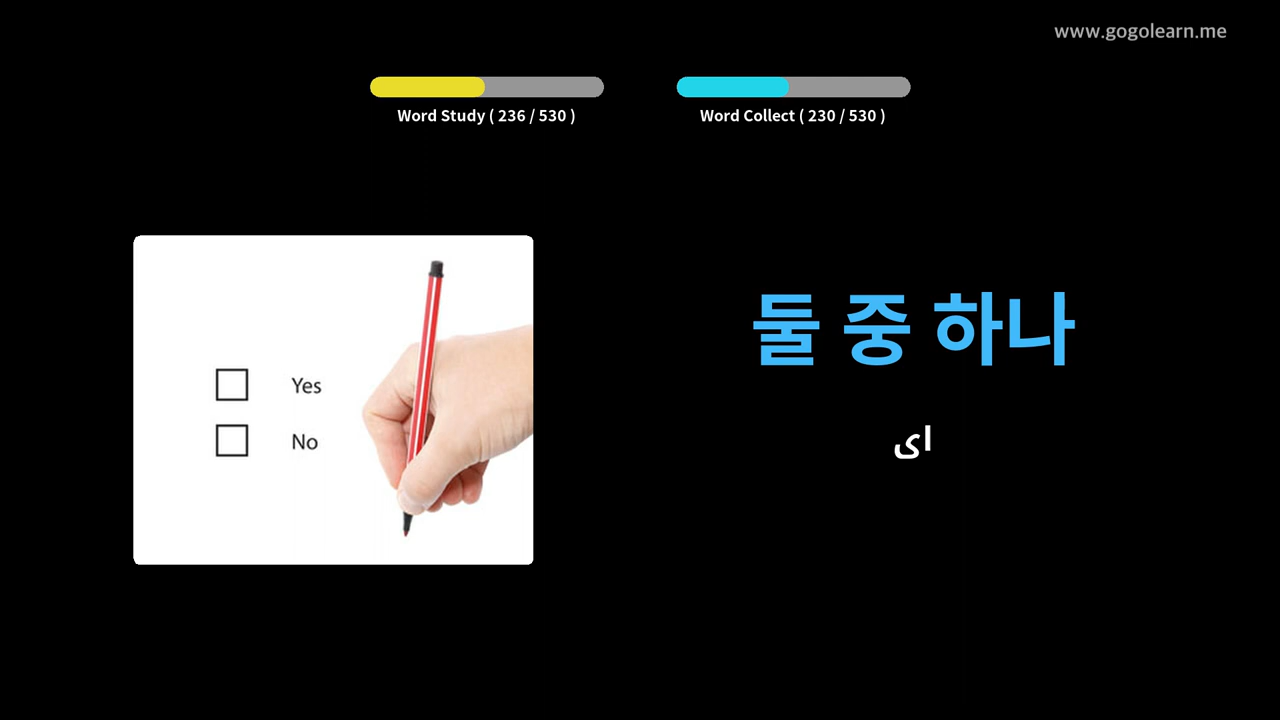 www.gogolearn.me
Word Study ( 236 / 530 )
Word Collect ( 230 / 530 )
Yes
No
둘 중 하나
ای